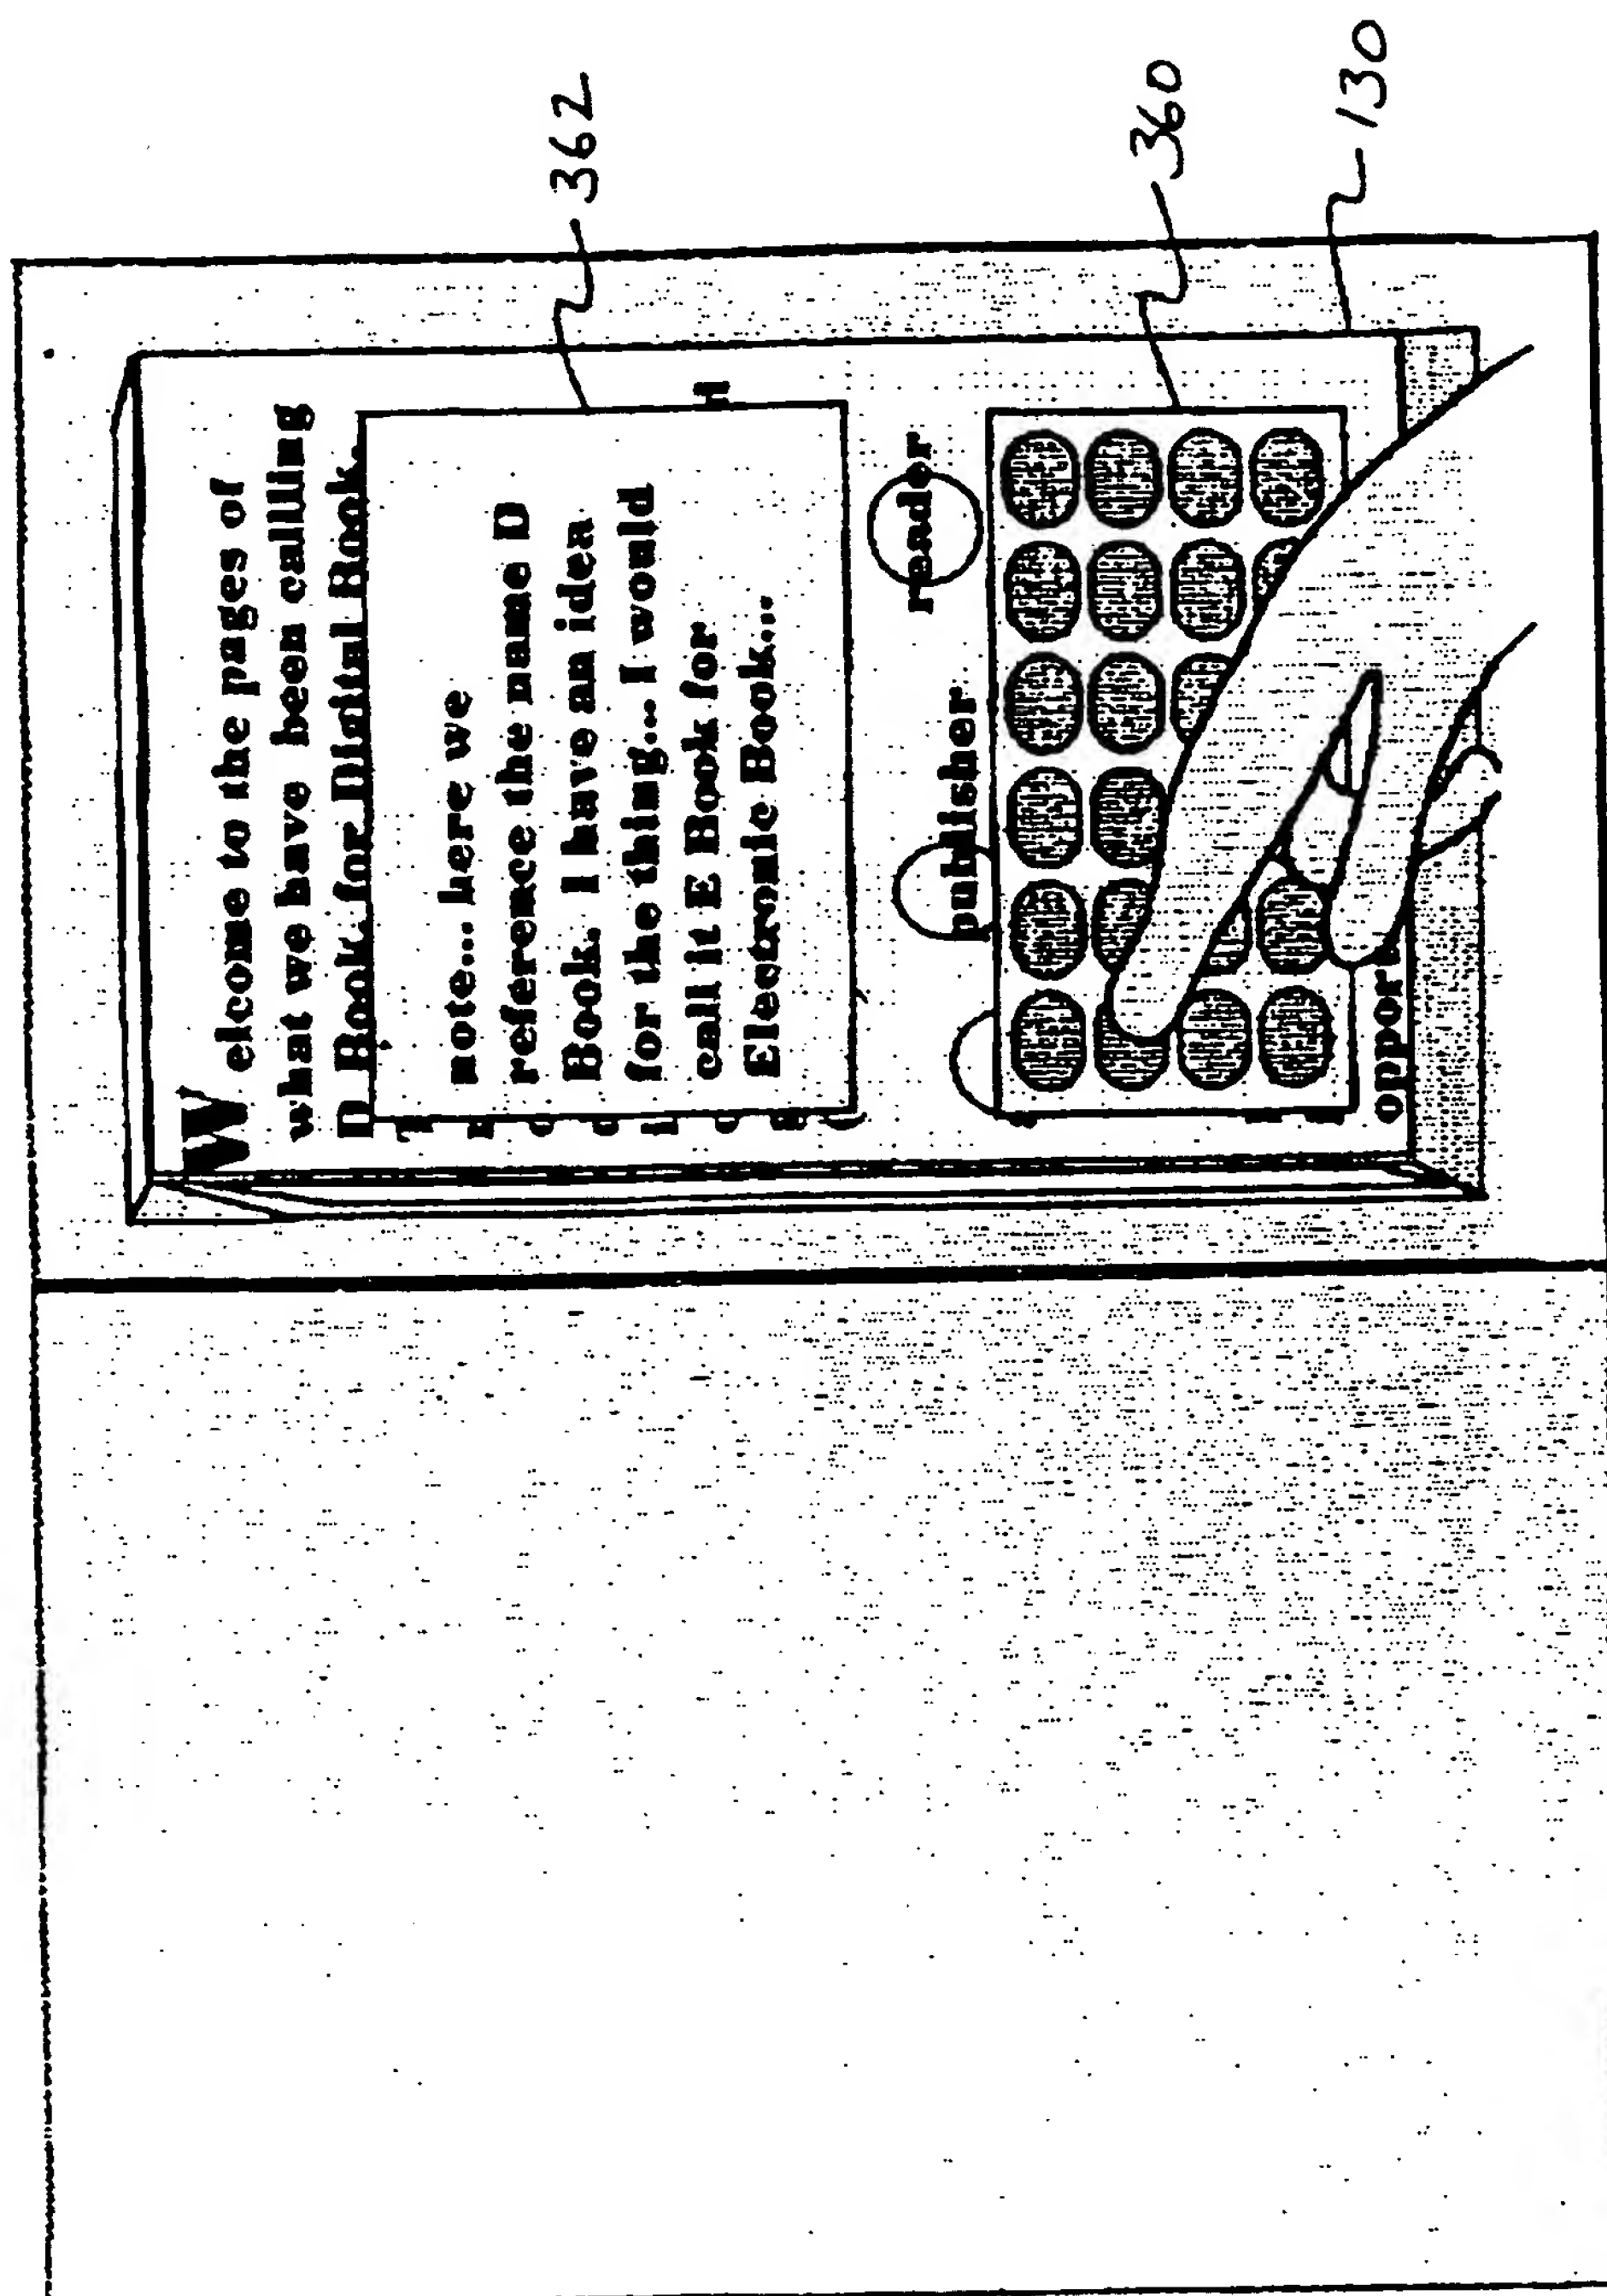 Welcome to the pages of
what we have been calling
D Book, for Digital Book.
note... here we
reference the name D
Book. I have an idea
for the thing... I would
call it E Book for
Electronic Book...
reader
publisher
362
360
130